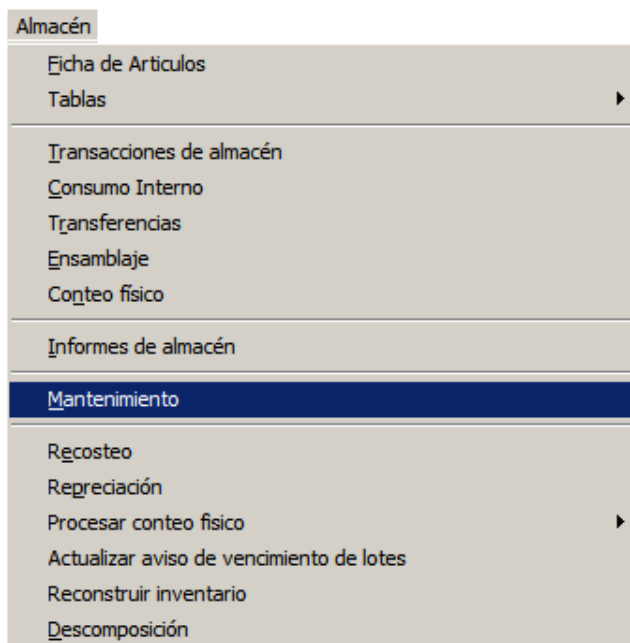 Almacén
Ficha de Articulos
Tablas
Transacciones de almacén
Consumo Interno
Transferencias
Ensamblaje
Conteo físico
Informes de almacén
Mantenimiento
Recosteo
Repreciación
Procesar conteo fisico
Actualizar aviso de vencimiento de lotes
Reconstruir inventario
Descomposición